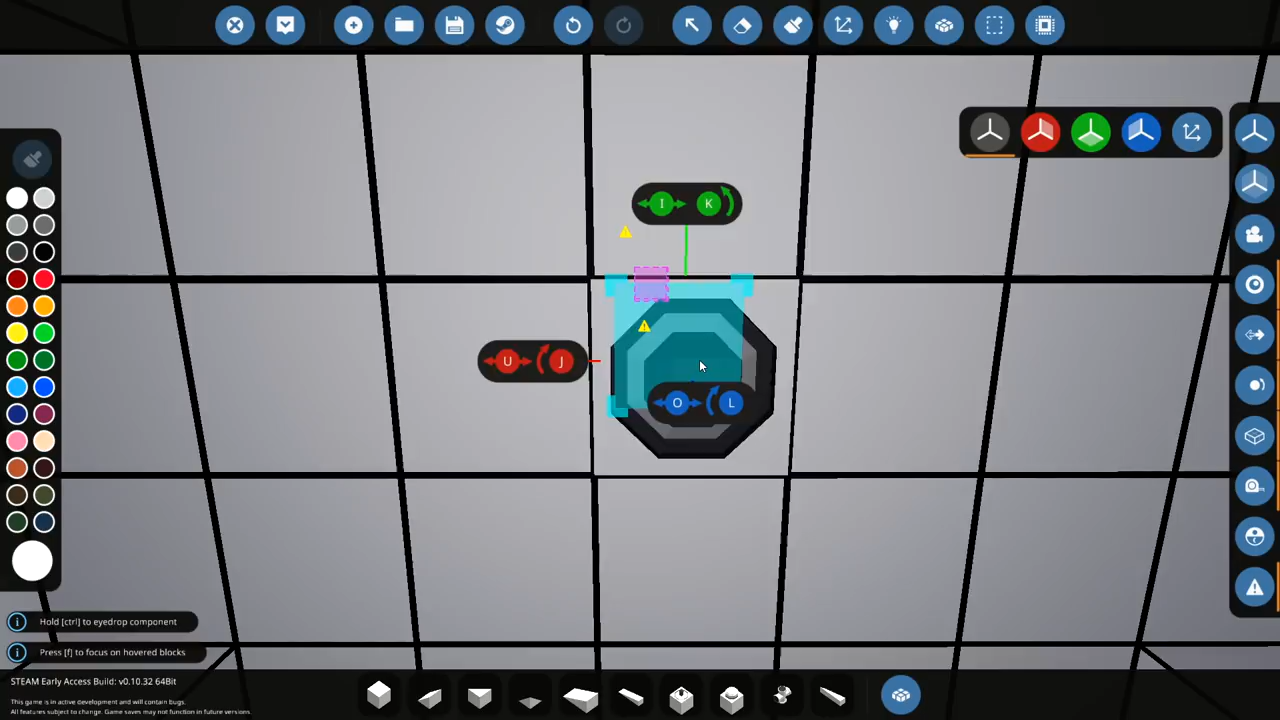 I K
U J
O L
Hold [ctrl] to eyedrop component
Press [f] to focus on hovered blocks
STEAM Early Access Build: v0.10.32 64Bit
This game is in active development and will contain bugs.
All features subject to change. Game saves may not function in future versions.